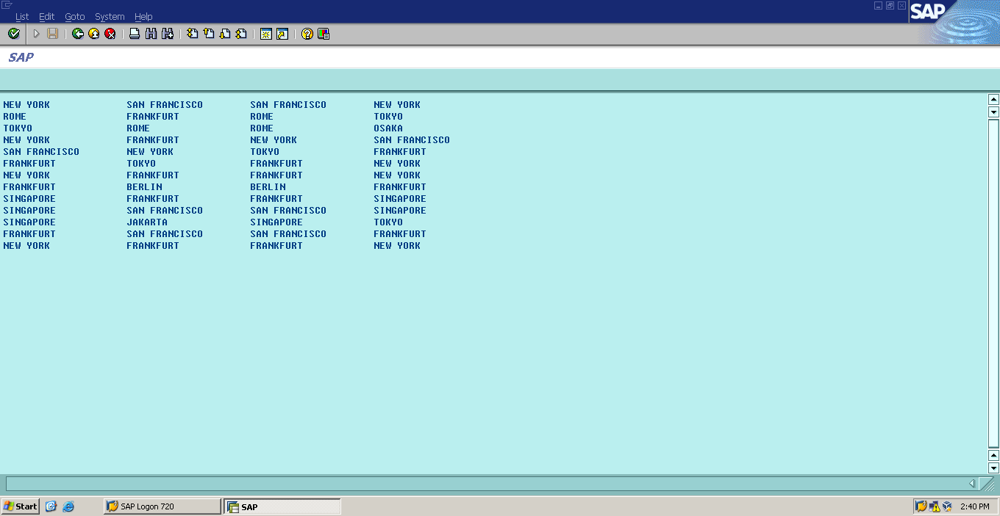 List Edit Goto System Help
SAP
SAP
NEW YORK SAN FRANCISCO SAN FRANCISCO NEW YORK
ROME FRANKFURT ROME TOKYO
TOKYO ROME ROME OSAKA
NEW YORK FRANKFURT NEW YORK SAN FRANCISCO
SAN FRANCISCO NEW YORK TOKYO FRANKFURT
FRANKFURT TOKYO FRANKFURT NEW YORK
NEW YORK FRANKFURT FRANKFURT NEW YORK
FRANKFURT BERLIN BERLIN FRANKFURT
SINGAPORE FRANKFURT FRANKFURT SINGAPORE
SINGAPORE SAN FRANCISCO SAN FRANCISCO SINGAPORE
SINGAPORE JAKARTA SINGAPORE TOKYO
FRANKFURT SAN FRANCISCO SAN FRANCISCO FRANKFURT
NEW YORK FRANKFURT FRANKFURT NEW YORK
Start SAP Logon 720 SAP 2:40 PM